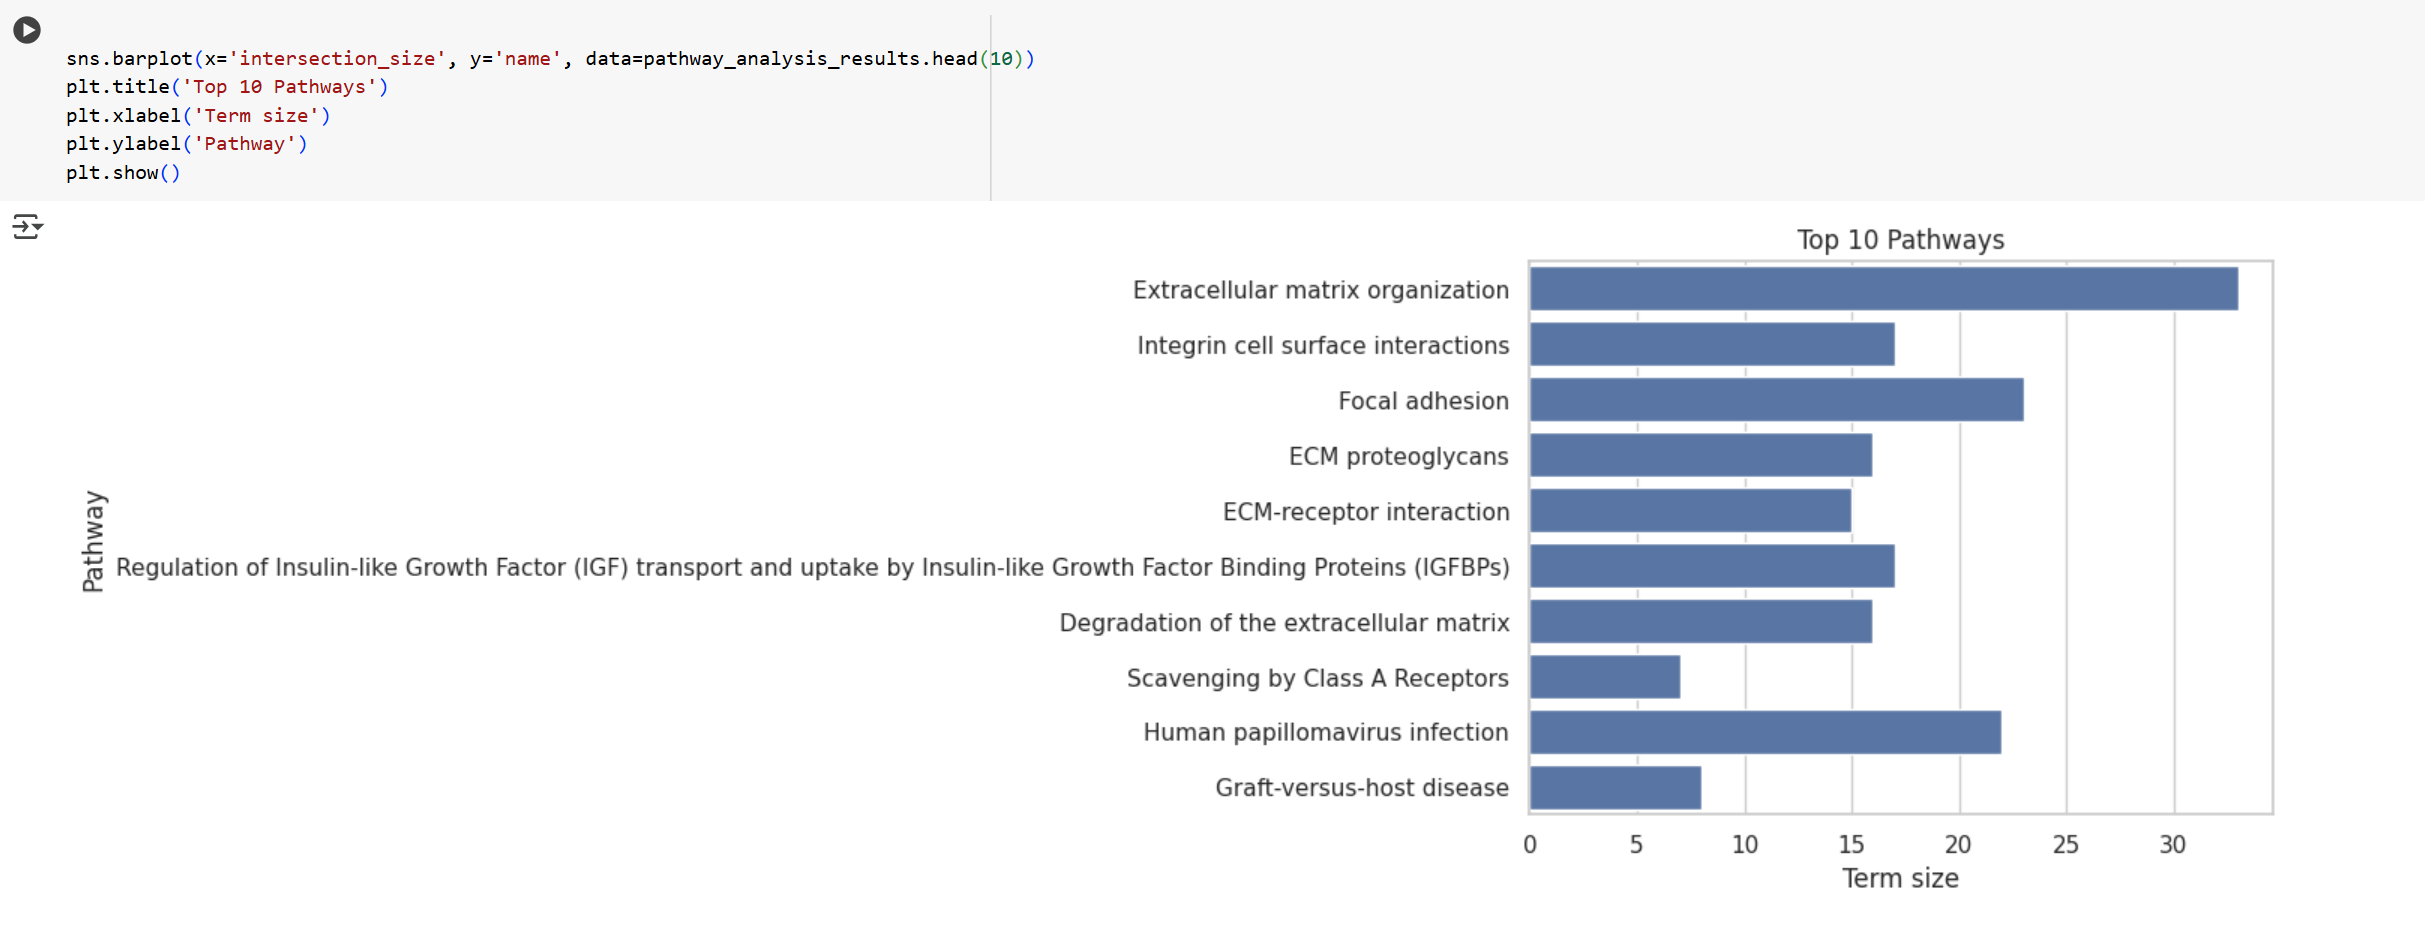 sns.barplot(x='intersection_size', y='name', data=pathway_analysis_results.head(10))
plt.title('Top 10 Pathways')
plt.xlabel('Term size')
plt.ylabel('Pathway')
plt.show()
Top 10 Pathways
Extracellular matrix organization
Integrin cell surface interactions
Focal adhesion
ECM proteoglycans
ECM-receptor interaction
Pathway
Regulation of Insulin-like Growth Factor (IGF) transport and uptake by Insulin-like Growth Factor Binding Proteins (IGFBPs)
Degradation of the extracellular matrix
Scavenging by Class A Receptors
Human papillomavirus infection
Graft-versus-host disease
0 5 10 15 20 25 30
Term size